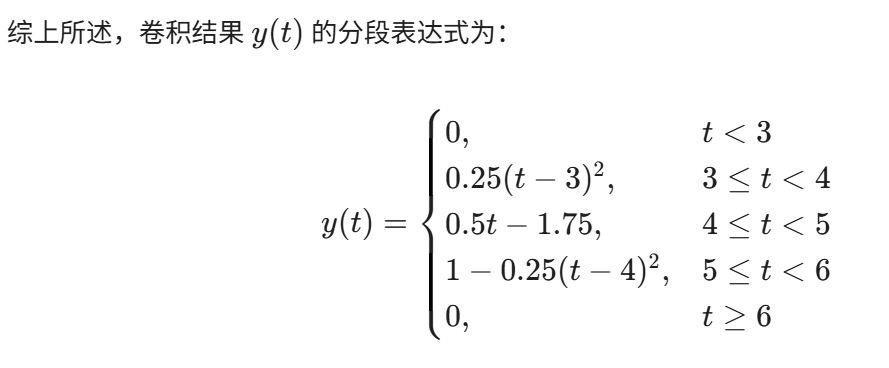 综上所述，卷积结果 y(t) 的分段表达式为：
y(t) = { 0, t < 3
0.25(t − 3)², 3 ≤ t < 4
0.5t − 1.75, 4 ≤ t < 5
1 − 0.25(t − 4)², 5 ≤ t < 6
0, t ≥ 6